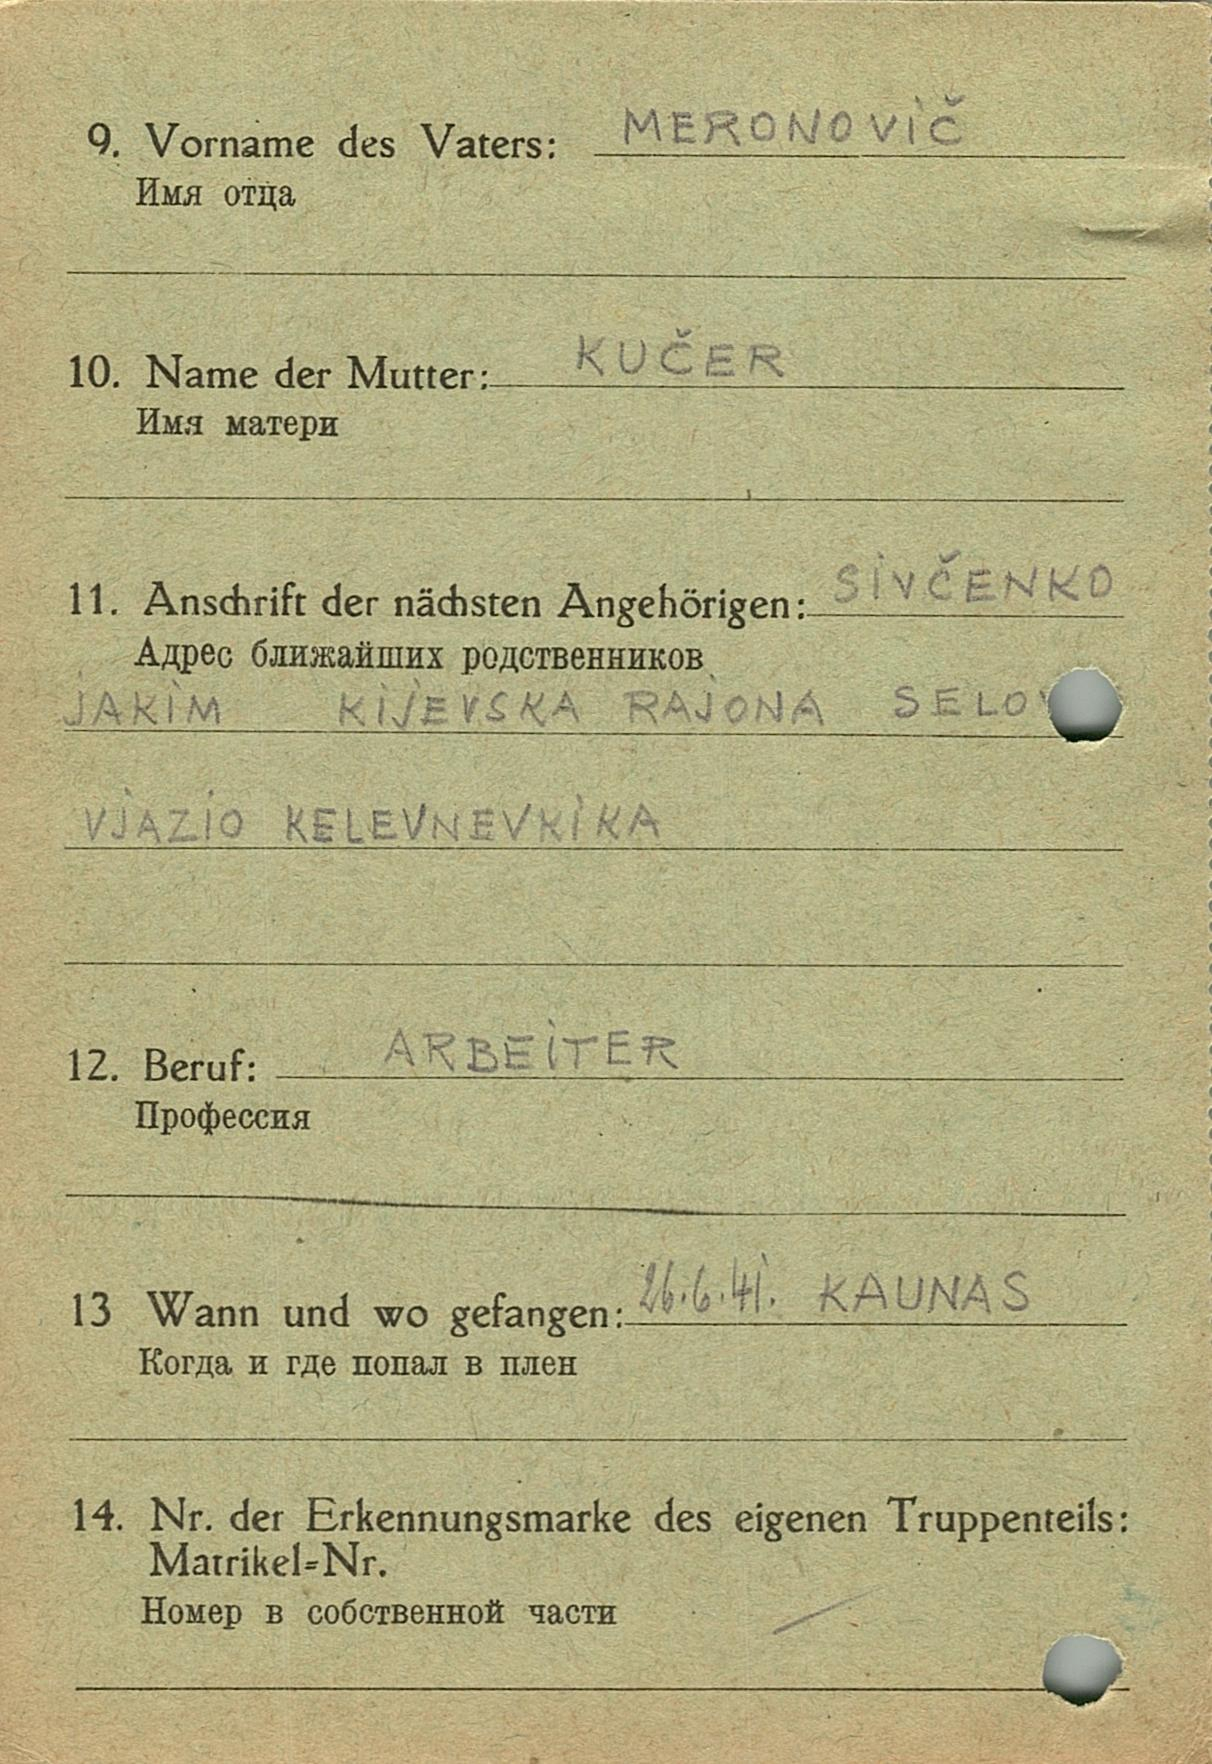 9. Vorname des Vaters: MERONOVIČ
Имя отца
10. Name der Mutter: KUČER
Имя матери
11. Anschrift der nächsten Angehörigen: SIVČENKO
Адрес ближайших родственников
JAKIM KIJEVSKA RAJONA SELO
VJAZIO KELEVNEVKIKA
12. Beruf: ARBEITER
Профессия
13 Wann und wo gefangen: 26.6.41. KAUNAS
Когда и где попал в плен
14. Nr. der Erkennungsmarke des eigenen Truppenteils:
Matrikel=Nr.
Номер в собственной части